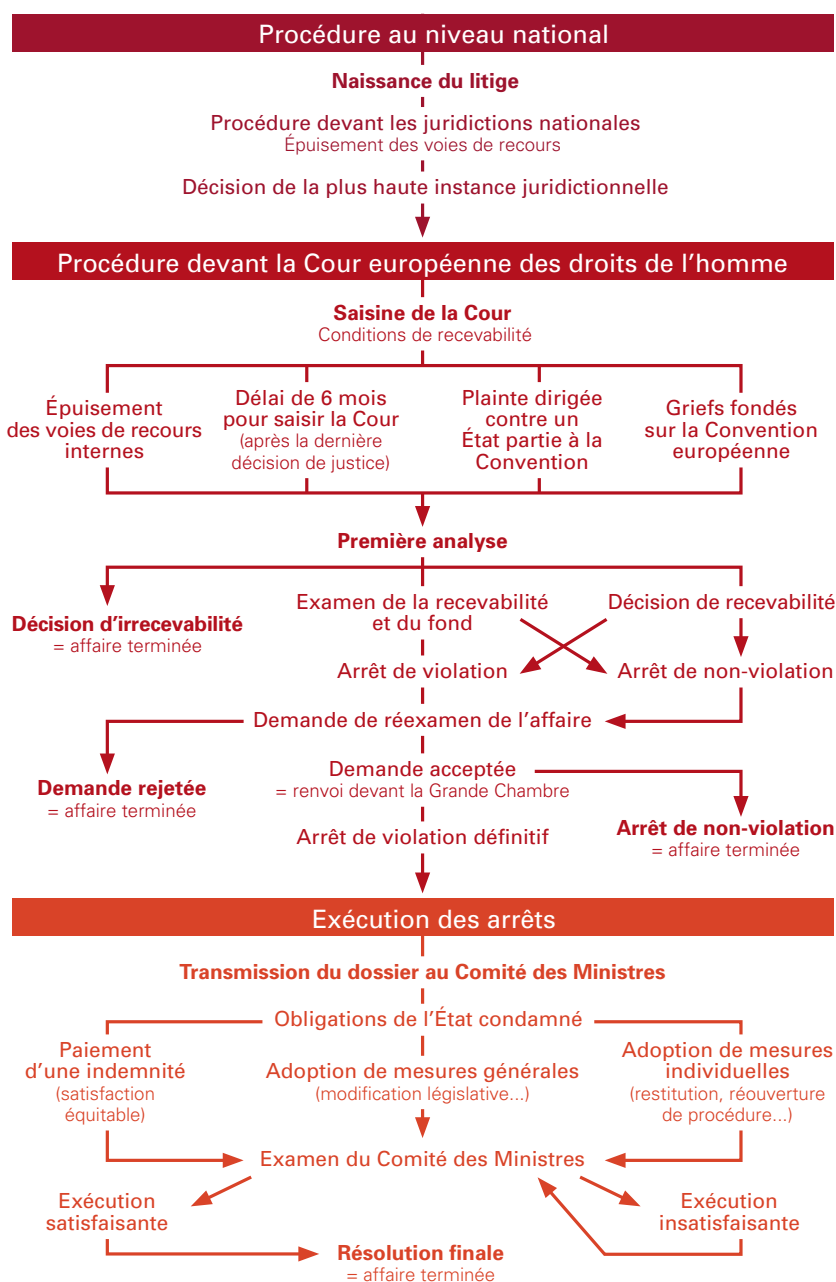 Procédure au niveau national
Naissance du litige
Procédure devant les juridictions nationales
Épuisement des voies de recours
Décision de la plus haute instance juridictionnelle
Procédure devant la Cour européenne des droits de l’homme
Saisine de la Cour
Conditions de recevabilité
Épuisement
des voies de recours
internes
Délai de 6 mois
pour saisir la Cour
(après la dernière
décision de justice)
Plainte dirigée
contre un
État partie à la
Convention
Griefs fondés
sur la Convention
européenne
Première analyse
Décision d’irrecevabilité
= affaire terminée
Examen de la recevabilité
et du fond
Décision de recevabilité
Arrêt de violation
Arrêt de non-violation
Demande de réexamen de l’affaire
Demande rejetée
= affaire terminée
Demande acceptée
= renvoi devant la Grande Chambre
Arrêt de violation définitif
Arrêt de non-violation
= affaire terminée
Exécution des arrêts
Transmission du dossier au Comité des Ministres
Obligations de l’État condamné
Paiement
d’une indemnité
(satisfaction
équitable)
Adoption de mesures générales
(modification législative...)
Adoption de mesures
individuelles
(restitution, réouverture
de procédure...)
Examen du Comité des Ministres
Exécution
satisfaisante
Exécution
insatisfaisante
Résolution finale
= affaire terminée